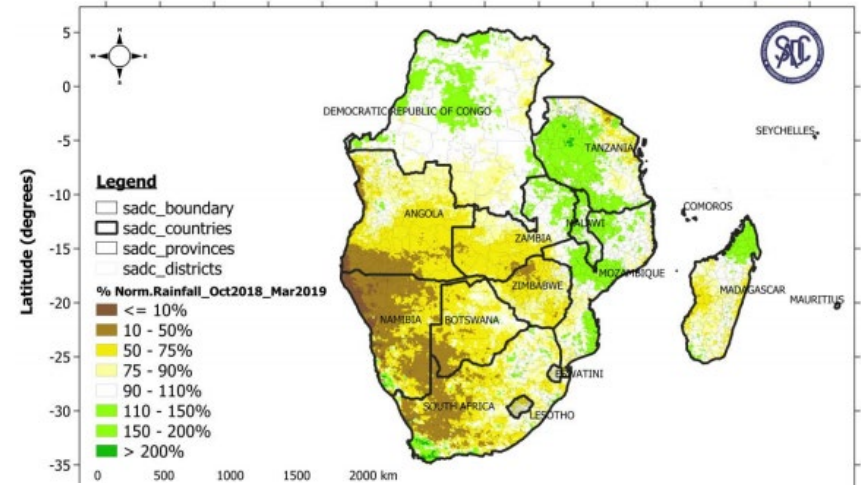 N
W E
S
SADC
5
0
-5
-10
-15
-20
-25
-30
-35
Latitude (degrees)
DEMOCRATIC REPUBLIC OF CONGO
TANZANIA
SEYCHELLES
ANGOLA
COMOROS
MALAWI
ZAMBIA
MOZAMBIQUE
ZIMBABWE
MADAGASCAR
MAURITIUS
NAMIBIA
BOTSWANA
ESWATINI
SOUTH AFRICA
LESOTHO
Legend
sadc_boundary
sadc_countries
sadc_provinces
sadc_districts
% Norm.Rainfall_Oct2018_Mar2019
<= 10%
10 - 50%
50 - 75%
75 - 90%
90 - 110%
110 - 150%
150 - 200%
> 200%
0 500 1000 1500 2000 km